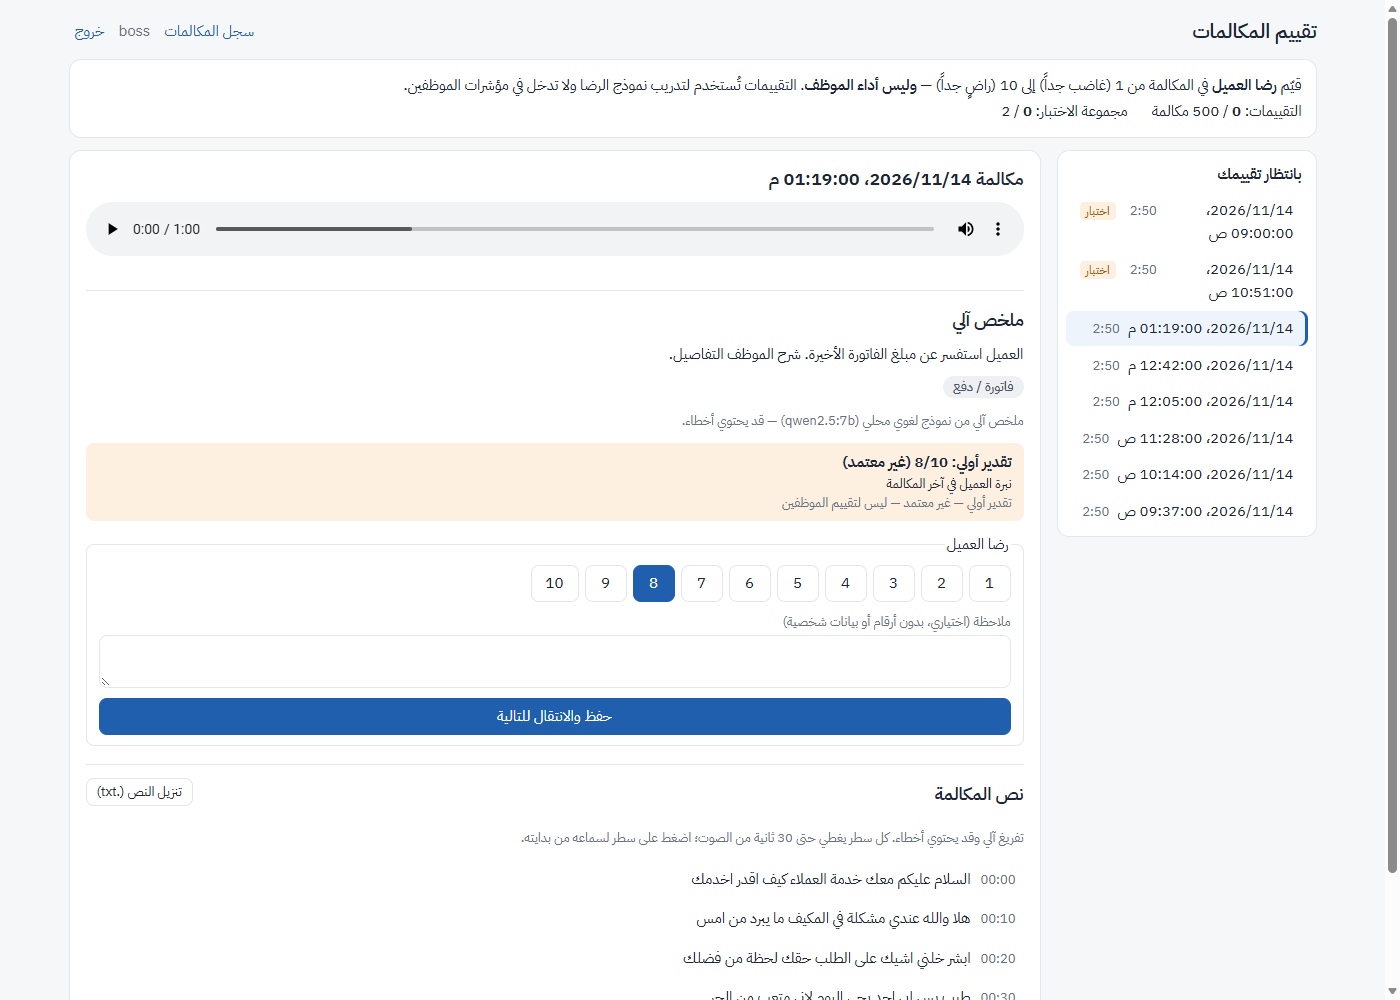 تقييم المكالمات
سجل المكالمات boss خروج
قيّم رضا العميل في المكالمة من 1 (غاضب جداً) إلى 10 (راضٍ جداً) — وليس أداء الموظف. التقييمات تُستخدم لتدريب نموذج الرضا ولا تدخل في مؤشرات الموظفين.
التقييمات: 0 / 500 مكالمة مجموعة الاختبار: 0 / 2
بانتظار تقييمك
2026/11/14، 09:00:00 ص 2:50 اختبار
2026/11/14، 10:51:00 ص 2:50 اختبار
2026/11/14، 01:19:00 م 2:50
2026/11/14، 12:42:00 م 2:50
2026/11/14، 12:05:00 م 2:50
2026/11/14، 11:28:00 ص 2:50
2026/11/14، 10:14:00 ص 2:50
2026/11/14، 09:37:00 ص 2:50
مكالمة 2026/11/14، 01:19:00 م
0:00 / 1:00
ملخص آلي
العميل استفسر عن مبلغ الفاتورة الأخيرة. شرح الموظف التفاصيل.
فاتورة / دفع
ملخص آلي من نموذج لغوي محلي (qwen2.5:7b) — قد يحتوي أخطاء.
تقدير أولي: 8/10 (غير معتمد)
نبرة العميل في آخر المكالمة
تقدير أولي — غير معتمد — ليس لتقييم الموظفين
رضا العميل
1 2 3 4 5 6 7 8 9 10
ملاحظة (اختياري، بدون أرقام أو بيانات شخصية)
حفظ والانتقال للتالية
نص المكالمة
تنزيل النص (.txt)
تفريغ آلي وقد يحتوي أخطاء. كل سطر يغطي حتى 30 ثانية من الصوت؛ اضغط على سطر لسماعه من بدايته.
00:00 السلام عليكم معك خدمة العملاء كيف اقدر اخدمك
00:10 هلا والله عندي مشكلة في المكيف ما يبرد من امس
00:20 ابشر خلني اشيك على الطلب حقك لحظة من فضلك
00:30